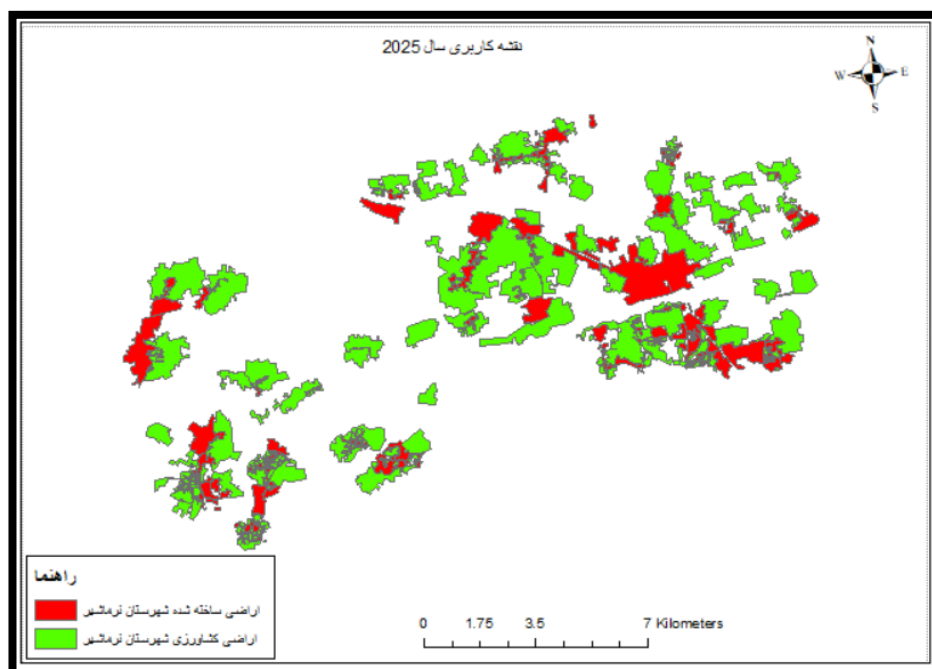 نقشه کاربری سال 2025
N
W E
S
راهنما
اراضی ساخته شده شهرستان نرماشیر
اراضی کشاورزی شهرستان نرماشیر
0 1.75 3.5 7 Kilometers